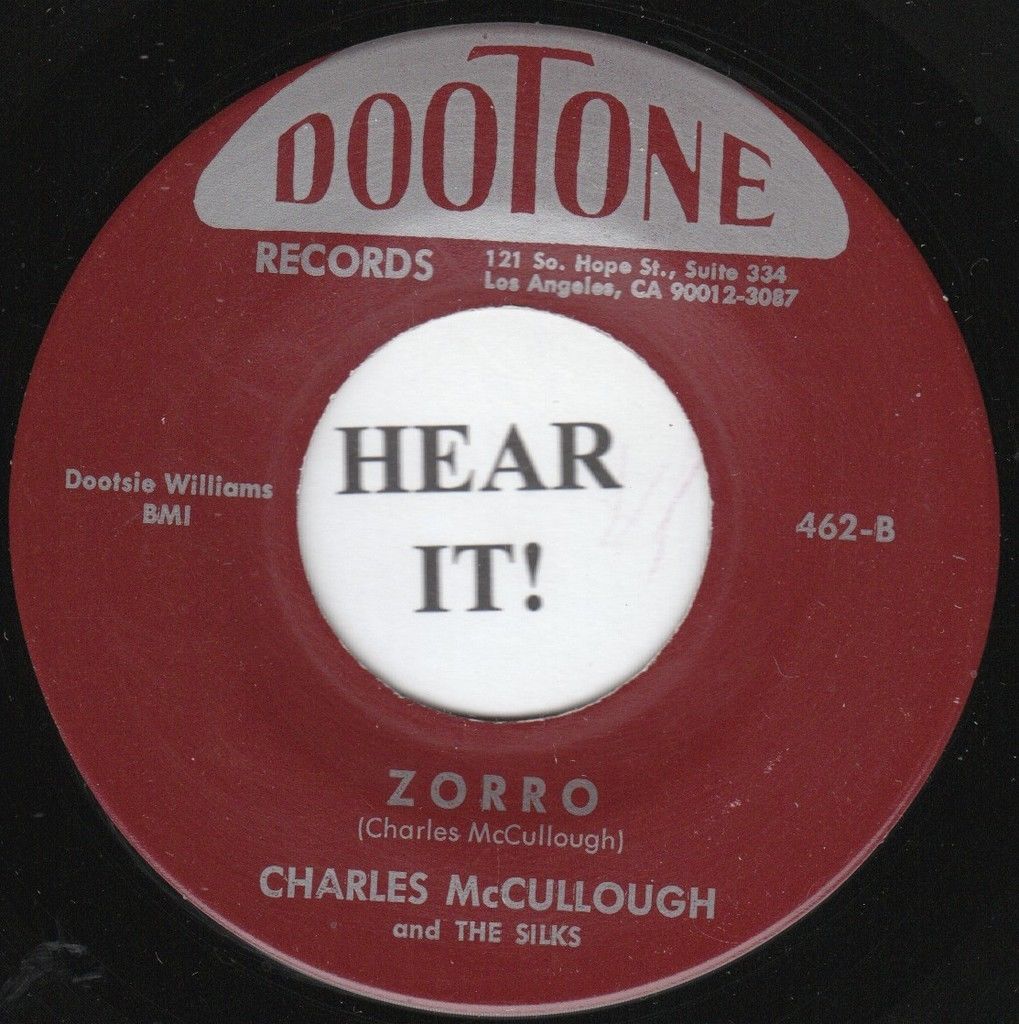 DOOTONE
RECORDS
121 So. Hope St., Suite 334
Los Angeles, CA 90012-3087
HEAR
IT!
Dootsie Williams
BMI
462-B
ZORRO
(Charles McCullough)
CHARLES McCULLOUGH
and THE SILKS